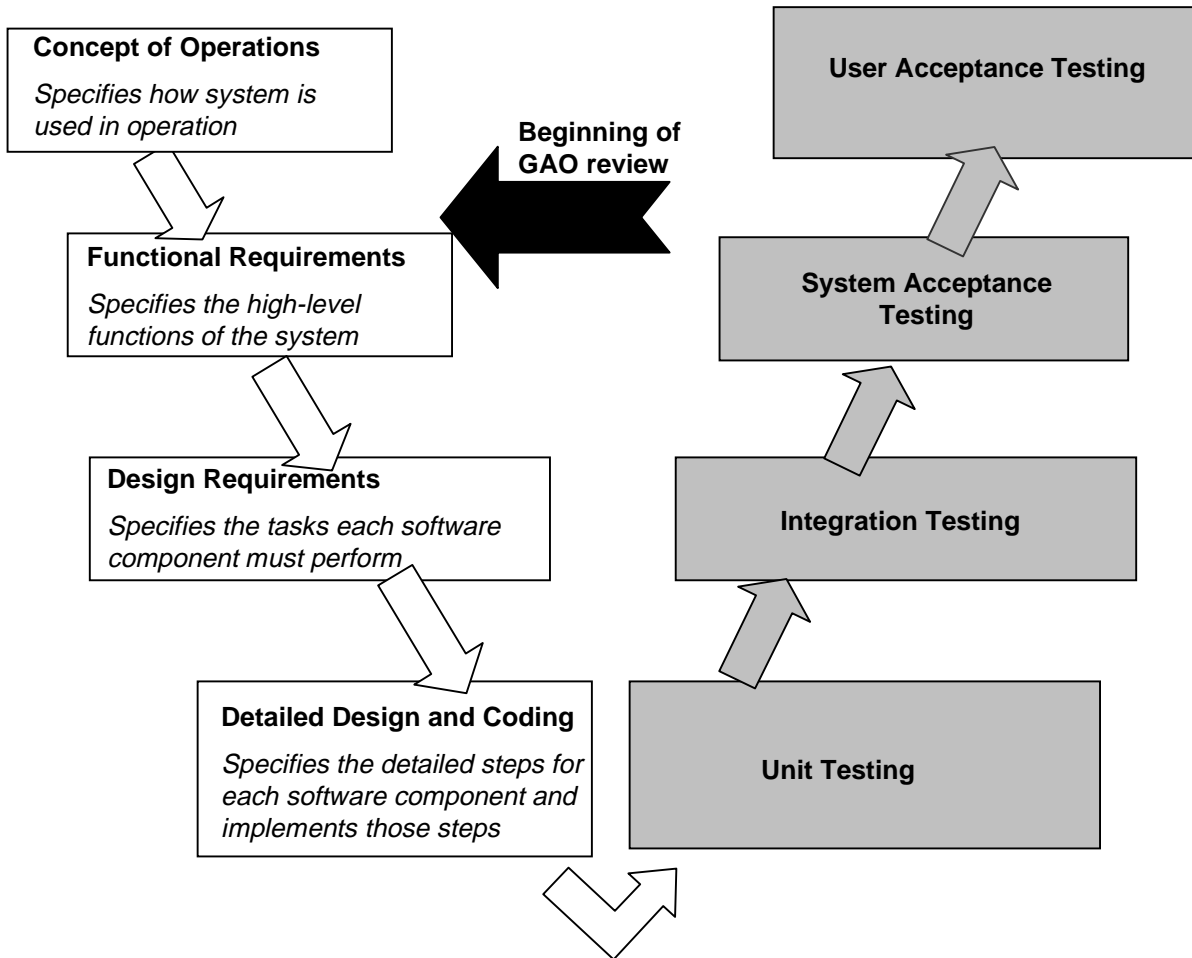 Concept of Operations
Specifies how system is
used in operation
Beginning of
GAO review
Functional Requirements
Specifies the high-level
functions of the system
Design Requirements
Specifies the tasks each software
component must perform
Detailed Design and Coding
Specifies the detailed steps for
each software component and
implements those steps
Unit Testing
Integration Testing
System Acceptance
Testing
User Acceptance Testing